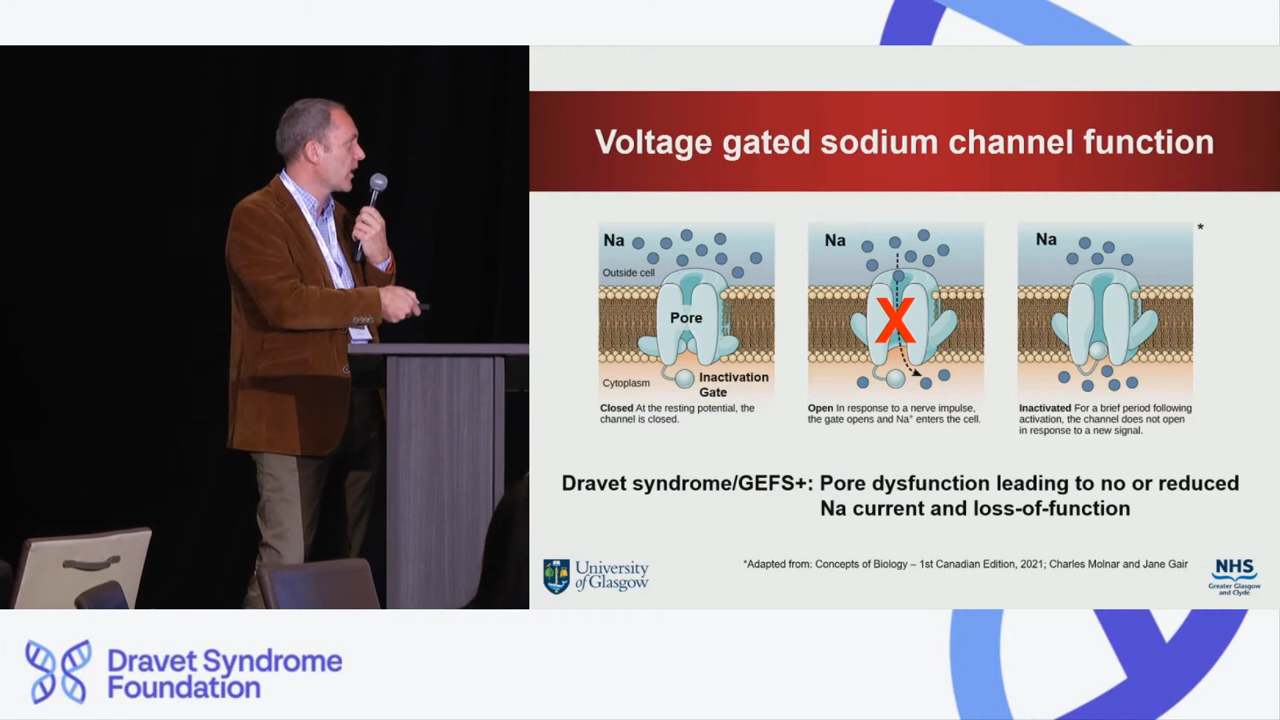 Voltage gated sodium channel function
Na
Outside cell
Pore
Cytoplasm
Inactivation
Gate
Closed At the resting potential, the
channel is closed.
Na
X
Open In response to a nerve impulse,
the gate opens and Na⁺ enters the cell.
Na
*
Inactivated For a brief period following
activation, the channel does not open
in response to a new signal.
Dravet syndrome/GEFS+: Pore dysfunction leading to no or reduced
Na current and loss-of-function
*Adapted from: Concepts of Biology – 1st Canadian Edition, 2021; Charles Molnar and Jane Gair
University
of Glasgow
NHS
Greater Glasgow
and Clyde
Dravet Syndrome
Foundation